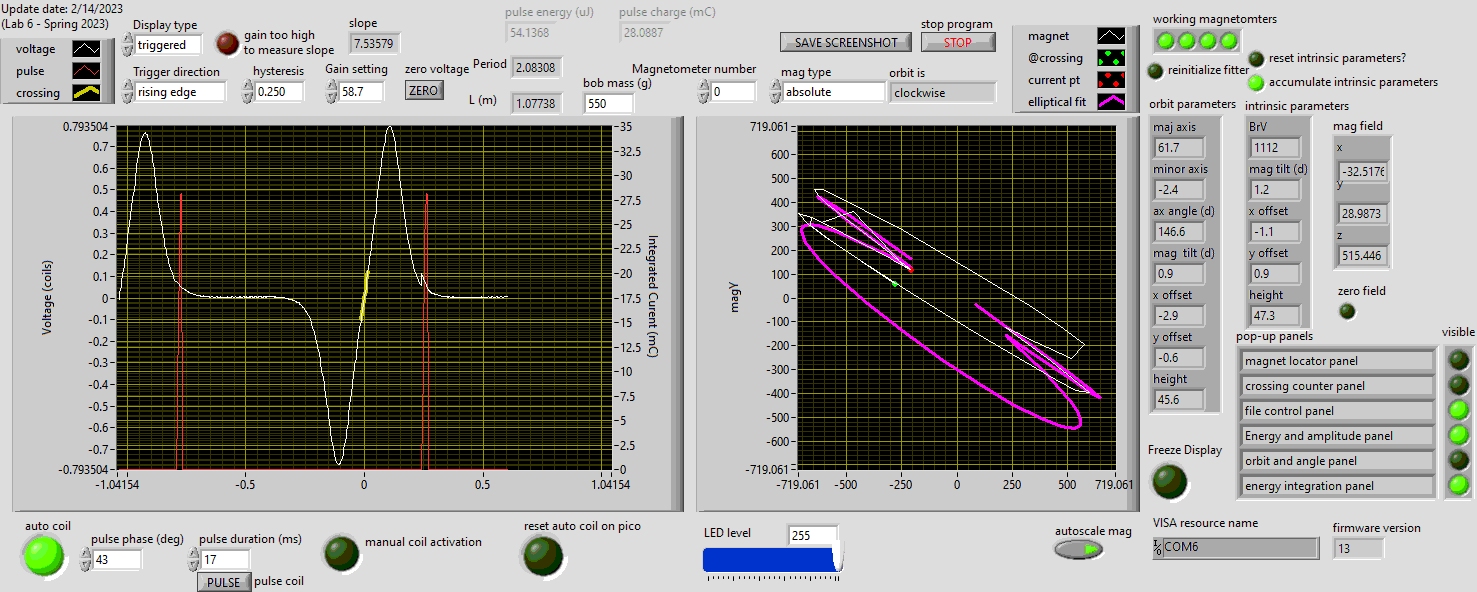 Update date: 2/14/2023
(Lab 6 - Spring 2023)
voltage
pulse
crossing
Display type
triggered
gain too high
to measure slope
slope
7.53579
Trigger direction
rising edge
hysteresis
0.250
Gain setting
58.7
zero voltage
ZERO
pulse energy (uJ)
54.1368
pulse charge (mC)
28.0887
Period
2.08308
L (m)
1.07738
bob mass (g)
550
Magnetometer number
0
mag type
absolute
orbit is
clockwise
SAVE SCREENSHOT
stop program
STOP
magnet
@crossing
current pt
elliptical fit
working magnetomters
reinitialize fitter
reset intrinsic parameters?
accumulate intrinsic parameters
orbit parameters
maj axis
61.7
minor axis
-2.4
ax angle (d)
146.6
mag tilt (d)
0.9
x offset
-2.9
y offset
-0.6
height
45.6
intrinsic parameters
BrV
1112
mag tilt (d)
1.2
x offset
-1.1
y offset
0.9
height
47.3
mag field
x
-32.5176
y
28.9873
z
515.446
zero field
pop-up panels
visible
magnet locator panel
crossing counter panel
file control panel
Energy and amplitude panel
orbit and angle panel
energy integration panel
Freeze Display
Voltage (coils)
0.793504
0.7
0.6
0.5
0.4
0.3
0.2
0.1
0
-0.1
-0.2
-0.3
-0.4
-0.5
-0.6
-0.7
-0.793504
-1.04154
-0.5
0
0.5
1.04154
35
32.5
30
27.5
25
22.5
20
17.5
15
12.5
10
7.5
5
2.5
0
Integrated Current (mC)
magy
719.061
600
500
400
300
200
100
0
-100
-200
-300
-400
-500
-600
-719.061
-719.061
-500
-250
0
250
500
719.061
auto coil
pulse phase (deg)
43
pulse duration (ms)
17
PULSE
pulse coil
manual coil activation
reset auto coil on pico
LED level
255
autoscale mag
VISA resource name
COM6
firmware version
13